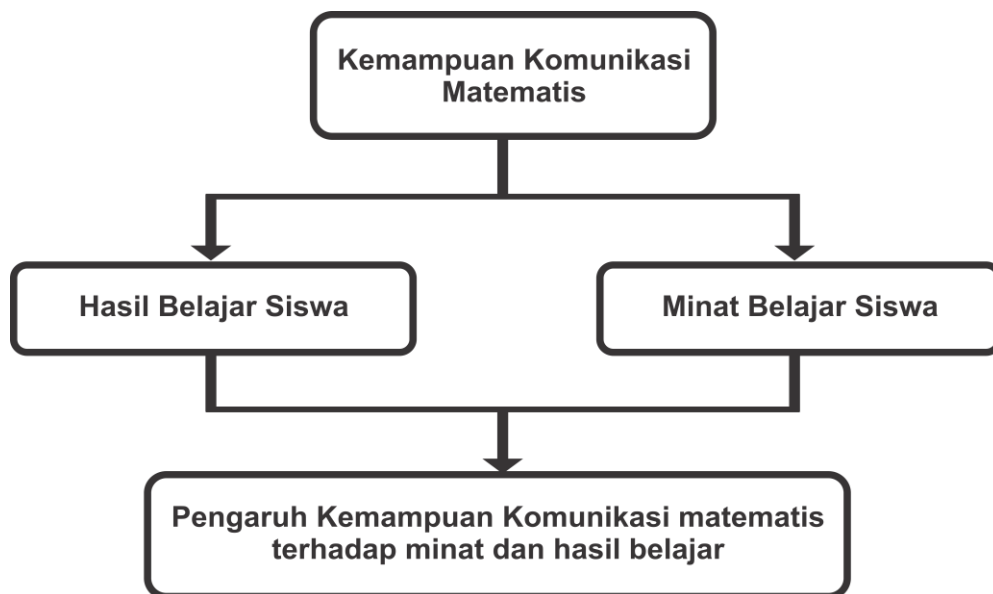 Kemampuan Komunikasi
Matematis
Hasil Belajar Siswa
Minat Belajar Siswa
Pengaruh Kemampuan Komunikasi matematis
terhadap minat dan hasil belajar